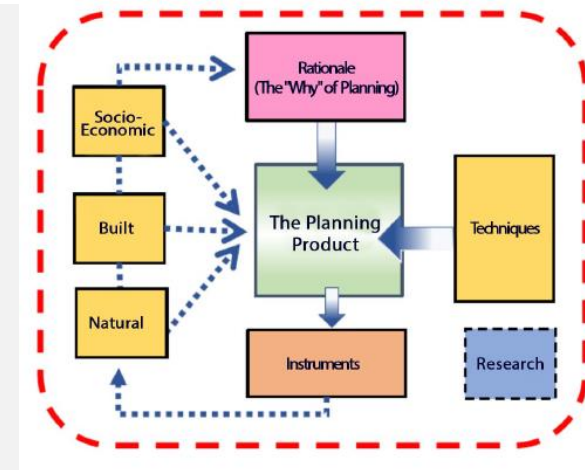 Rationale
(The "Why" of Planning)
Socio-
Economic
Built
Natural
The Planning
Product
Techniques
Instruments
Research